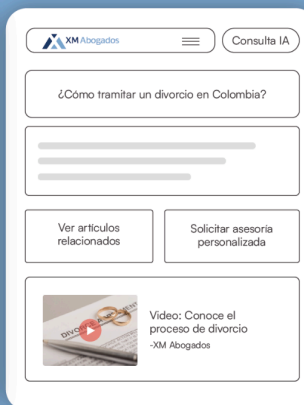 XM Abogados
Consulta IA
¿Cómo tramitar un divorcio en Colombia?
Ver artículos
relacionados
Solicitar asesoría
personalizada
Video: Conoce el
proceso de divorcio
-XM Abogados